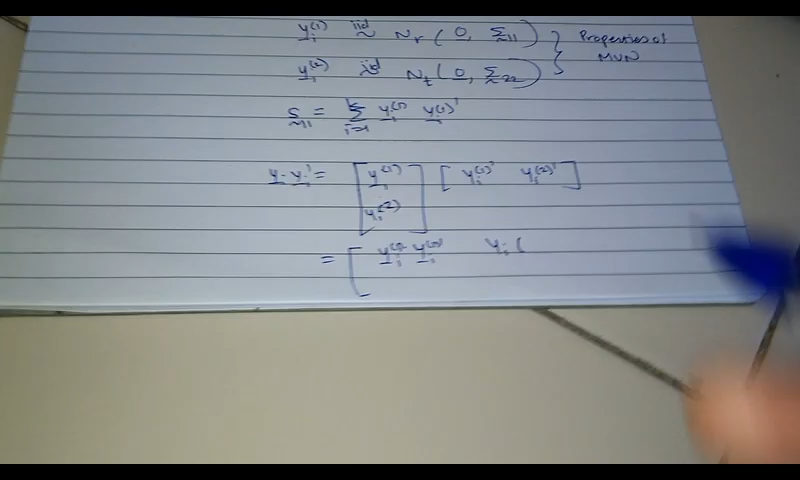 y_i^(1) iid ~ N_r ( 0, Σ_11 ) } Properties of
y_i^(2) iid ~ N_t ( 0, Σ_22 ) } MVN
S_11 = Σ_{i=1}^{k} y_i^(1) y_i^(1)'
y_i y_i' = [ y_i^(1) [ y_i^(1)' y_i^(2)' ]
y_i^(2) ]
= [ y_i^(1) y_i^(1)' y_i (